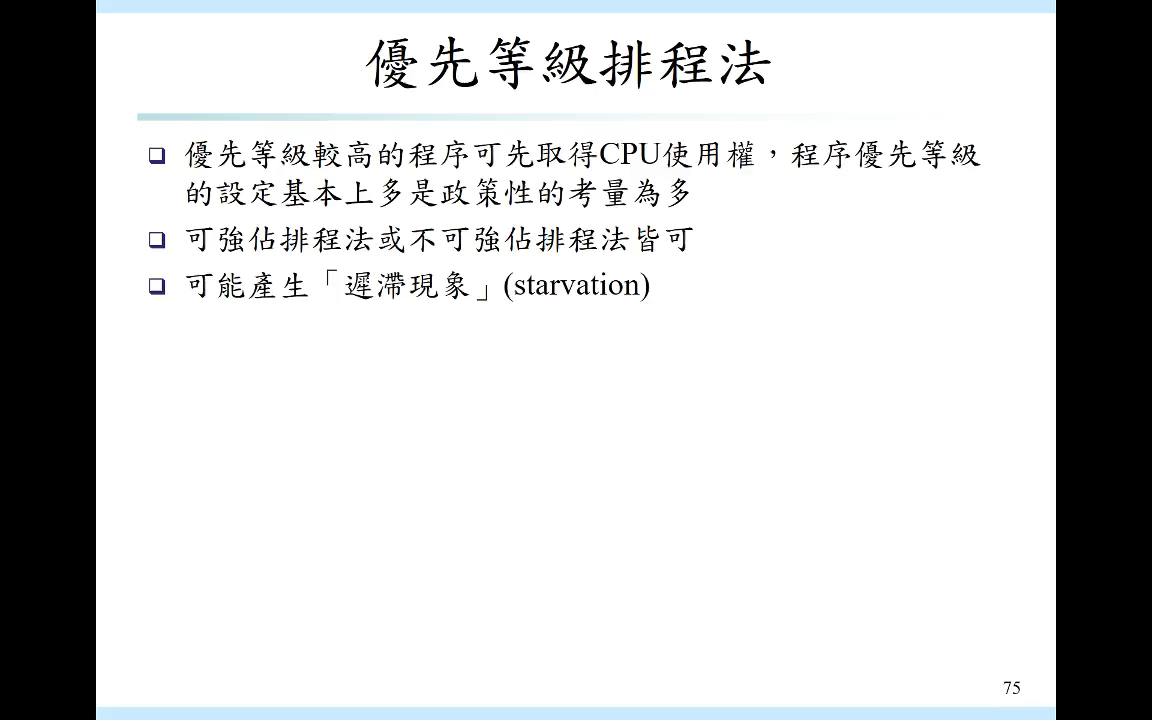 優先等級排程法
優先等級較高的程序可先取得CPU使用權，程序優先等級
的設定基本上多是政策性的考量為多
可強佔排程法或不可強佔排程法皆可
可能產生「遲滯現象」(starvation)
75